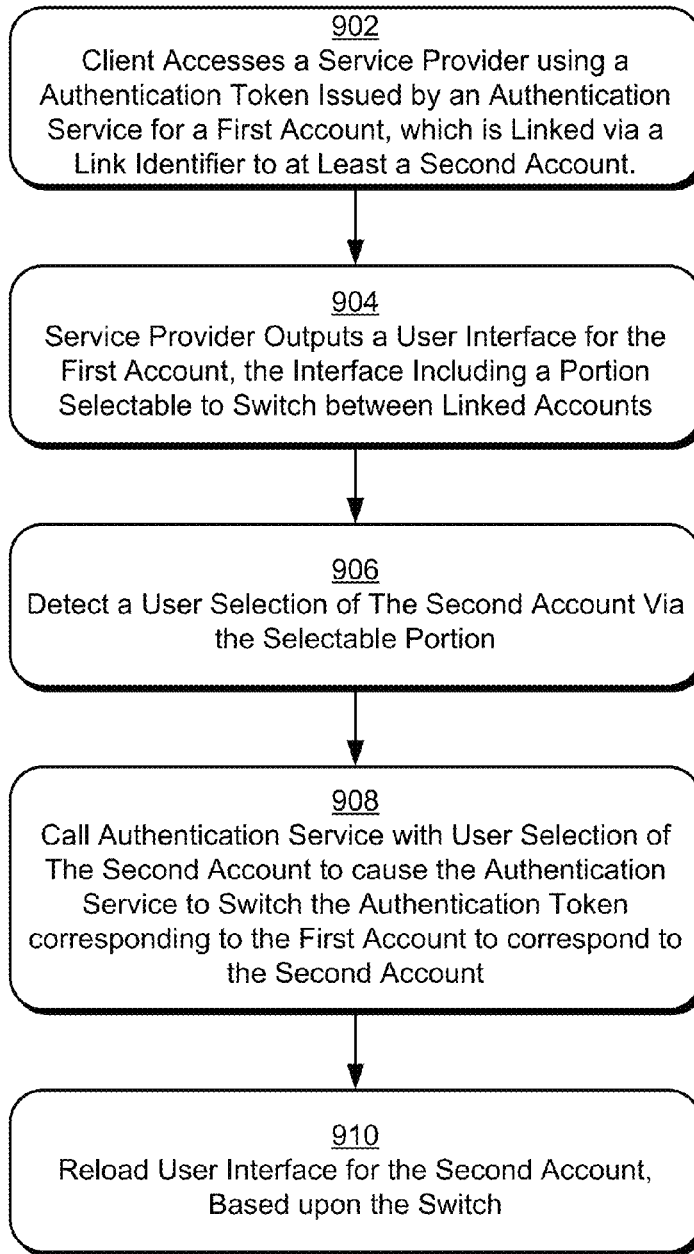 902
Client Accesses a Service Provider using a
Authentication Token Issued by an Authentication
Service for a First Account, which is Linked via a
Link Identifier to at Least a Second Account.
904
Service Provider Outputs a User Interface for the
First Account, the Interface Including a Portion
Selectable to Switch between Linked Accounts
906
Detect a User Selection of The Second Account Via
the Selectable Portion
908
Call Authentication Service with User Selection of
The Second Account to cause the Authentication
Service to Switch the Authentication Token
corresponding to the First Account to correspond to
the Second Account
910
Reload User Interface for the Second Account,
Based upon the Switch